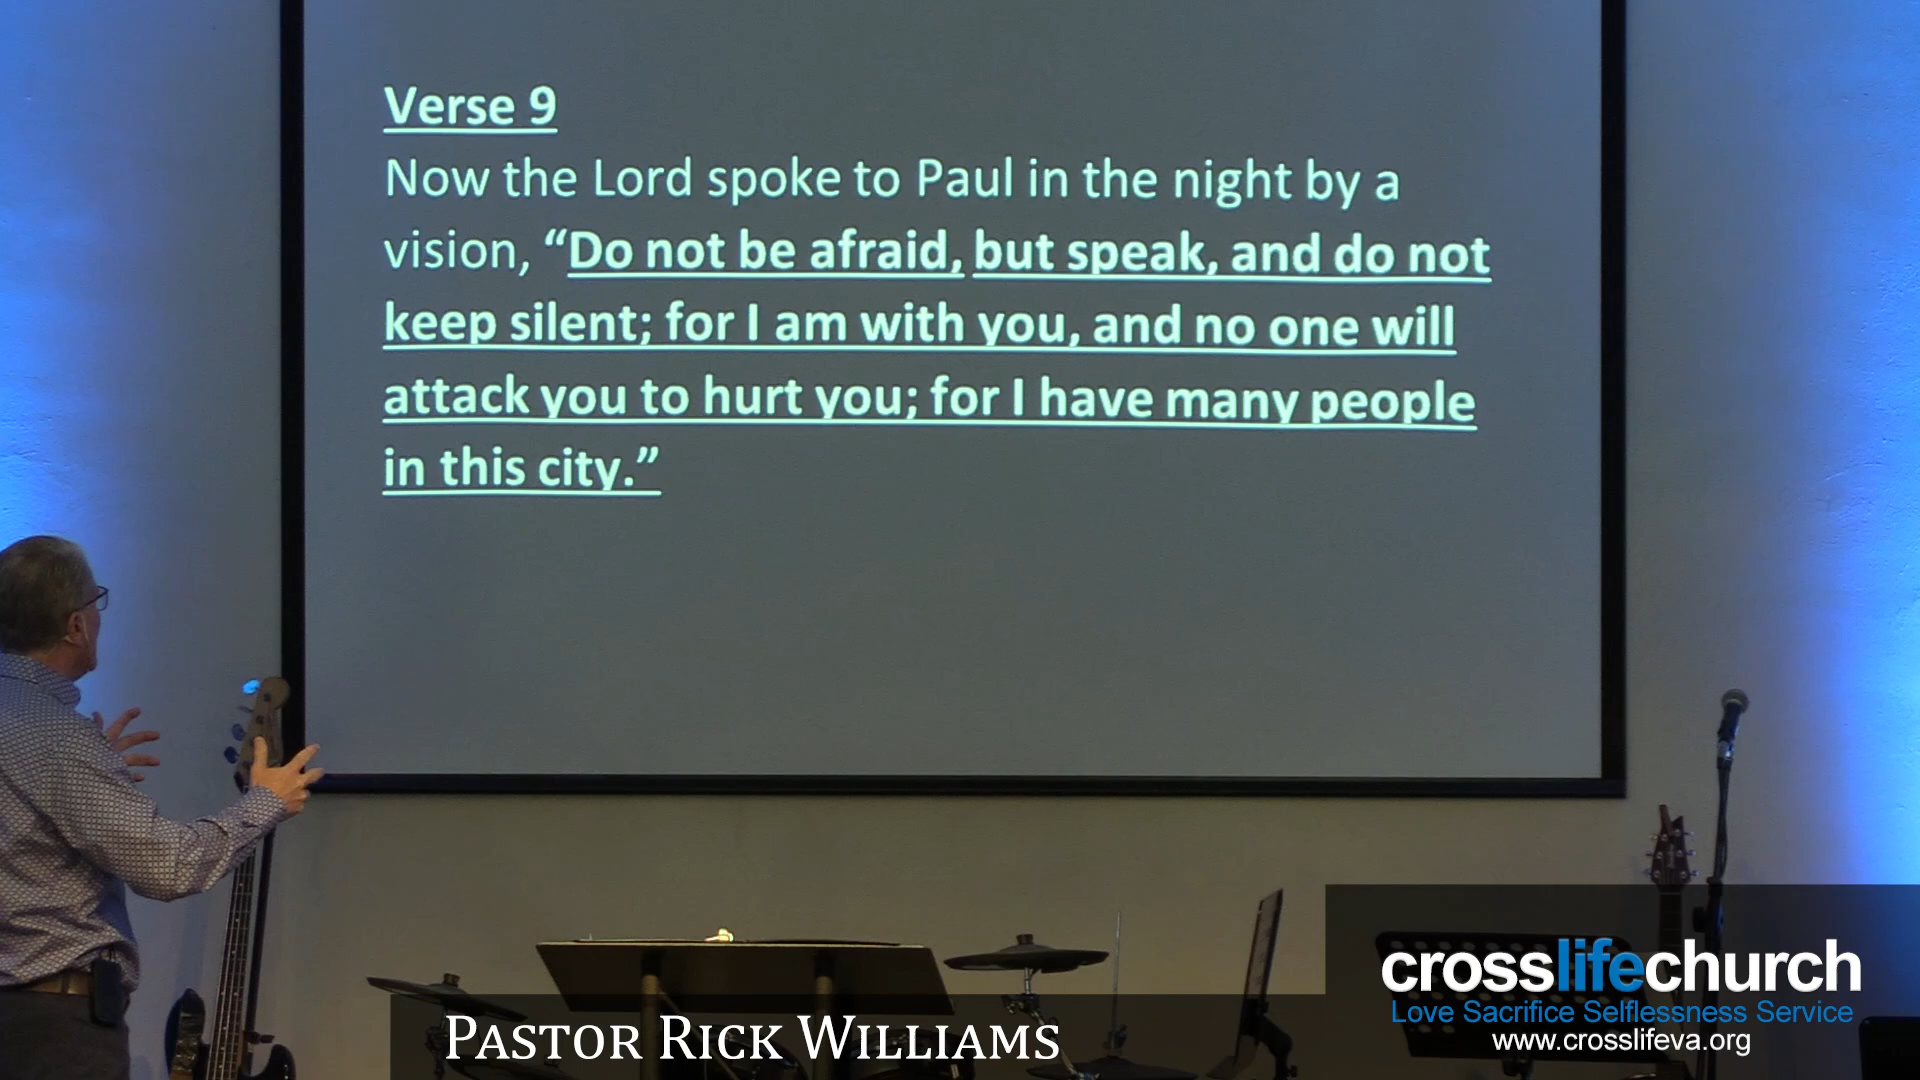 Verse 9
Now the Lord spoke to Paul in the night by a
vision, “Do not be afraid, but speak, and do not
keep silent; for I am with you, and no one will
attack you to hurt you; for I have many people
in this city.”
crosslifechurch
Love Sacrifice Selflessness Service
www.crosslifeva.org
Pastor Rick Williams